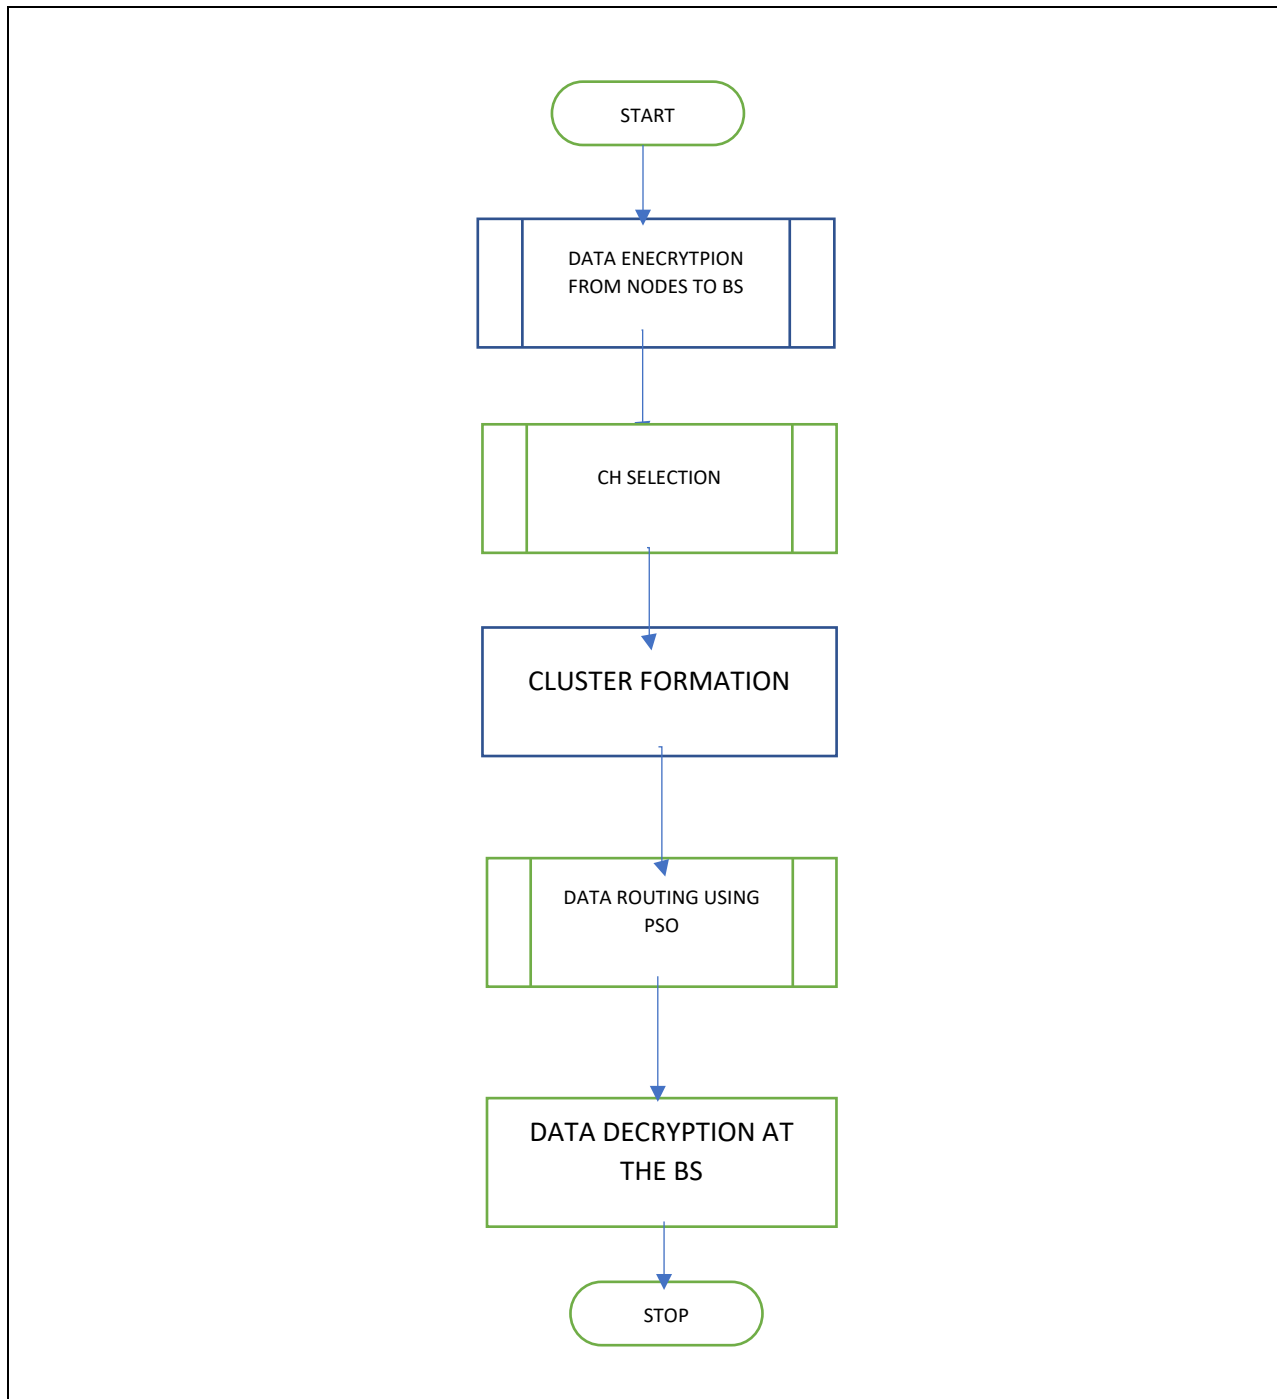 START
DATA ENECRYTPION
FROM NODES TO BS
CH SELECTION
CLUSTER FORMATION
DATA ROUTING USING
PSO
DATA DECRYPTION AT
THE BS
STOP